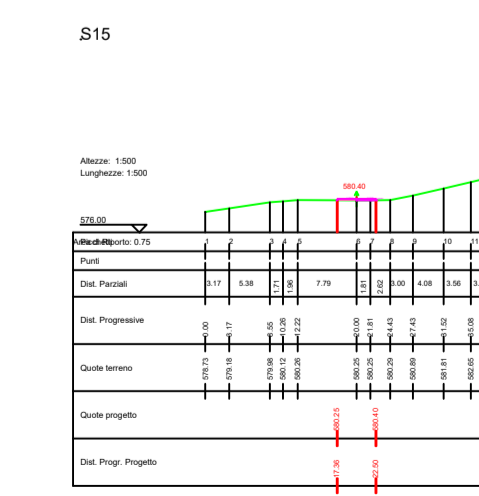 S15
Altezze: 1:500
Lunghezze: 1:500
580.40
576.00
Area di Riporto: 0.75
Picchetti 1 2 3 4 5 6 7 8 9 10 11
Punti
Dist. Parziali 3.17 5.38 1.71 1.96 7.79 1.81 2.62 3.00 4.08 3.56 3.
Dist. Progressive 0.00 3.17 8.55 10.26 12.22 20.00 21.81 24.43 27.43 31.52 35.08
Quote terreno 578.73 579.18 579.98 580.12 580.26 580.25 580.25 580.29 580.89 581.81 582.65
Quote progetto 580.25 580.40
Dist. Progr. Progetto 17.36 22.50